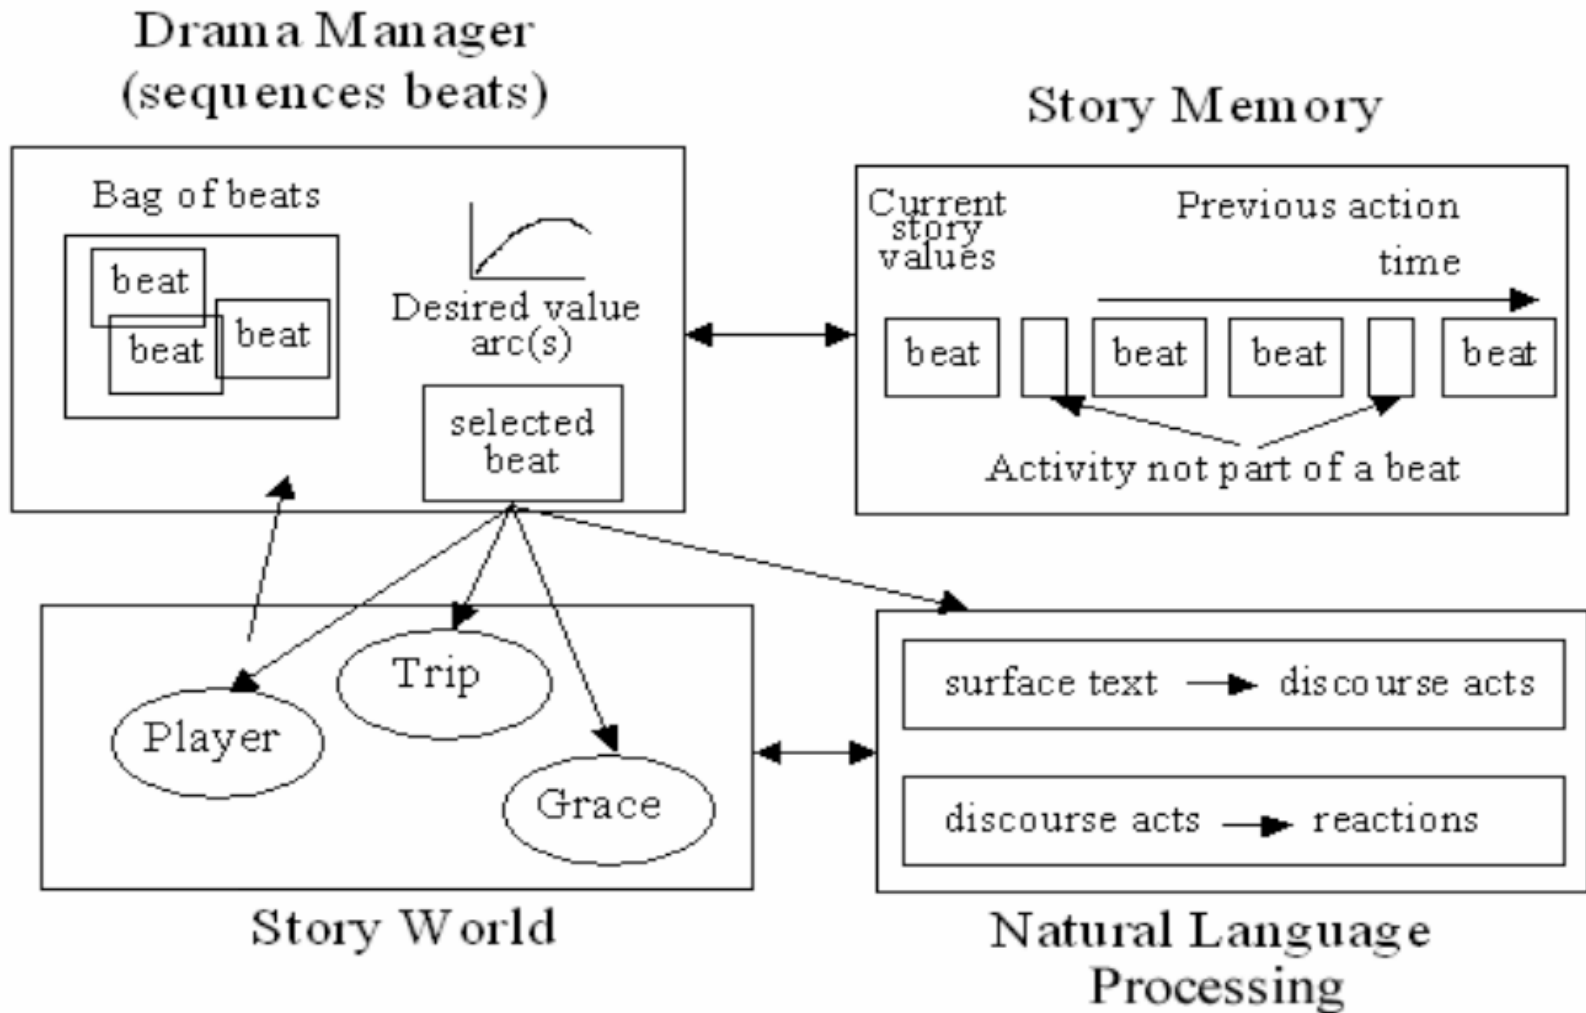 Drama Manager
(sequences beats)
Bag of beats
beat
beat
beat
Desired value
arc(s)
selected
beat
Story Memory
Current
story
values
Previous action
time
beat
beat
beat
beat
Activity not part of a beat
Player
Trip
Grace
Story World
surface text
discourse acts
discourse acts
reactions
Natural Language
Processing